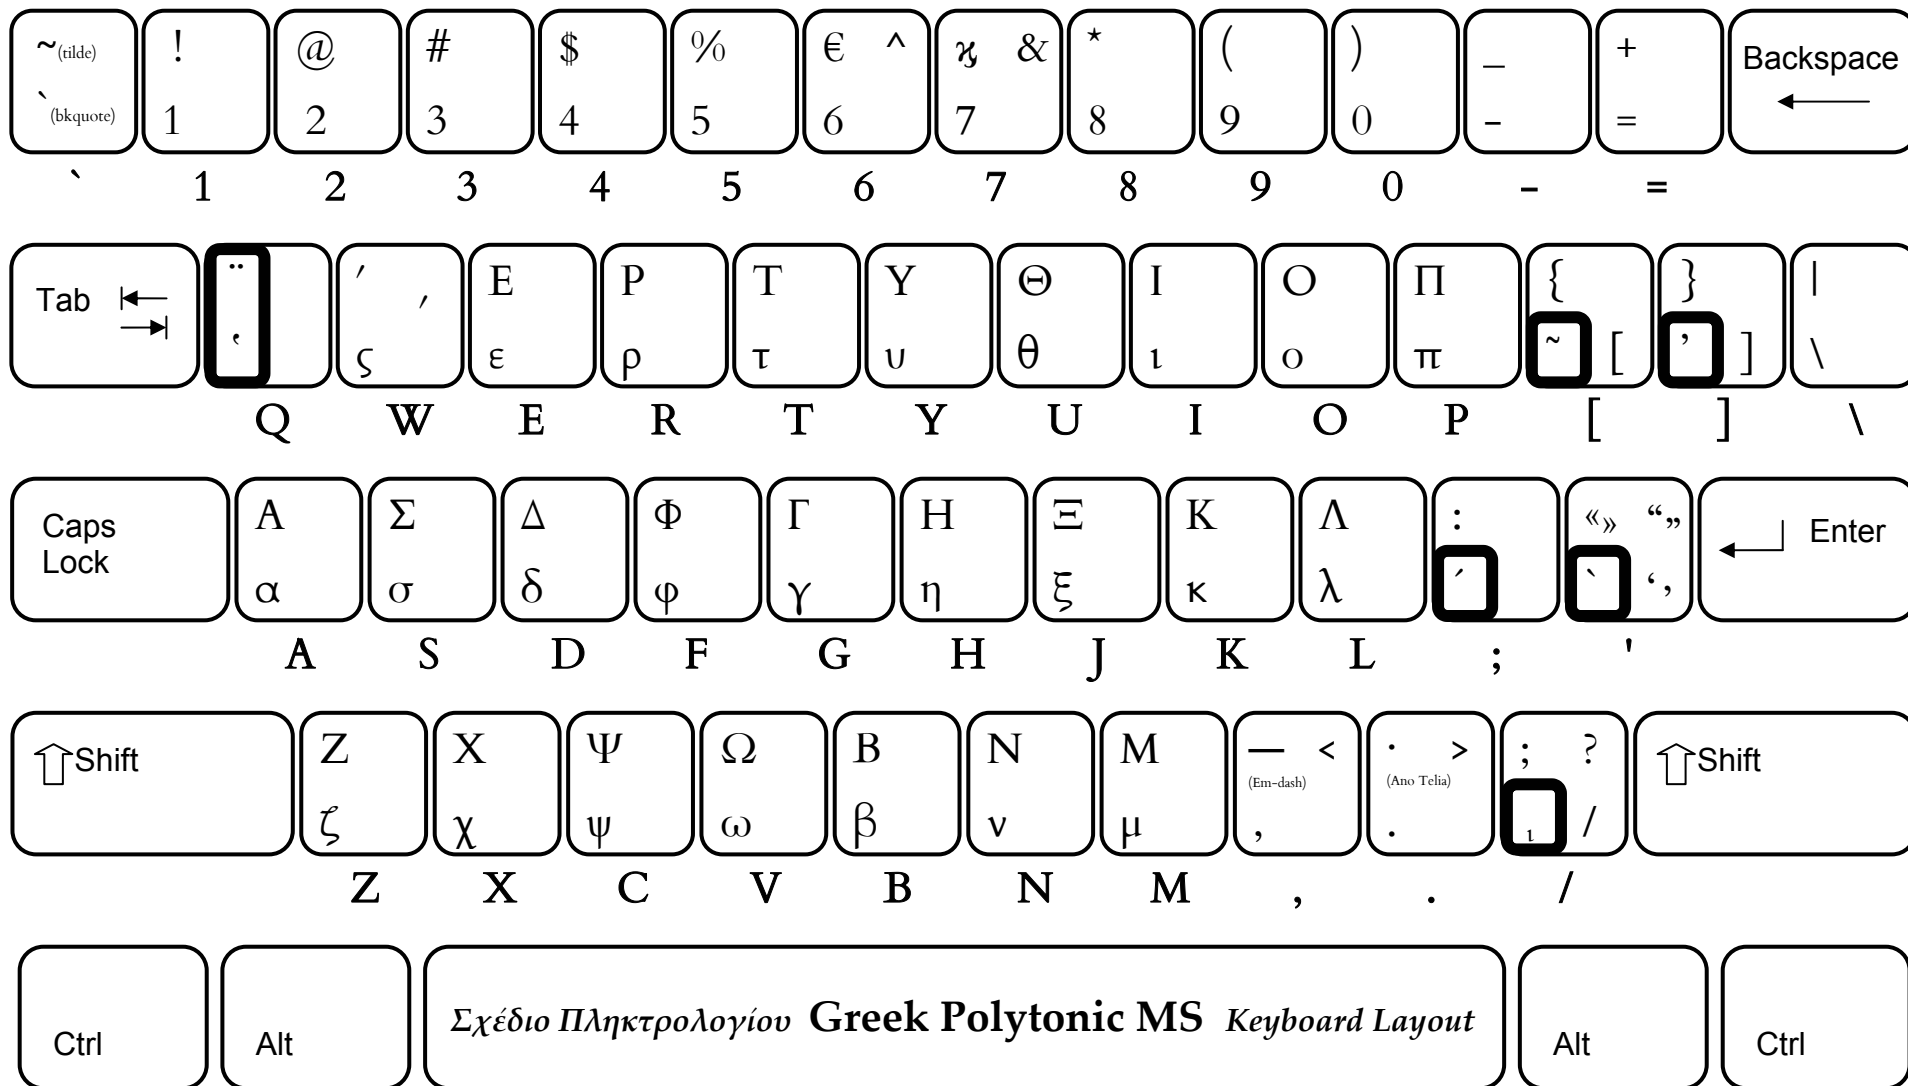 ~(tilde) ! @ # $ % € ^ ϗ & * ( ) _ + Backspace
`(bkquote) 1 2 3 4 5 6 7 8 9 0 - =
` 1 2 3 4 5 6 7 8 9 0 - =
Tab ¨ ′ ′ Ε Ρ Τ Υ Θ Ι Ο Π { } |
῾ ς ε ρ τ υ θ ι ο π ~ [ ᾿ ] \
Q W E R T Y U I O P [ ] \
Caps Lock Α Σ Δ Φ Γ Η Ξ Κ Λ : «» “„ Enter
α σ δ φ γ η ξ κ λ ´ ` ‘,
A S D F G H J K L ; '
Shift Ζ Χ Ψ Ω Β Ν Μ — < · > ; ? Shift
(Em-dash) (Ano Telia)
ζ χ ψ ω β ν μ , . ι /
Z X C V B N M , . /
Ctrl Alt Σχέδιο Πληκτρολογίου Greek Polytonic MS Keyboard Layout Alt Ctrl